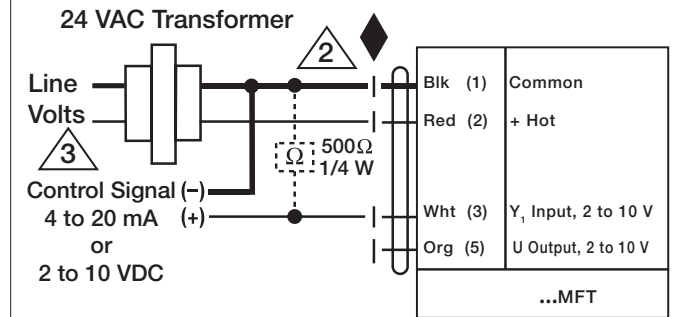 24 VAC Transformer
2
Line
Volts
3
Blk (1) Common
Red (2) + Hot
Ω 500Ω
1/4 W
Control Signal (−)
4 to 20 mA (+)
or
2 to 10 VDC
Wht (3) Y1 Input, 2 to 10 V
Org (5) U Output, 2 to 10 V
...MFT